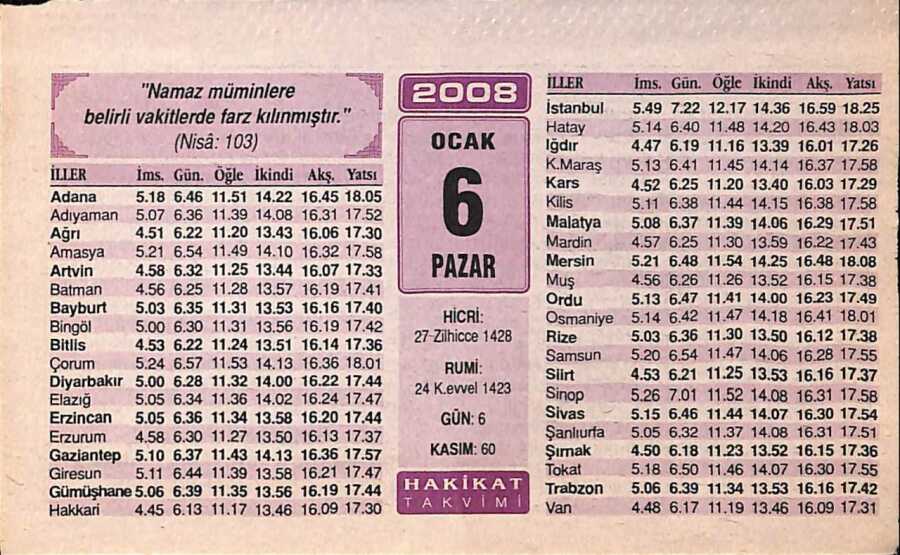 "Namaz müminlere
belirli vakitlerde farz kılınmıştır."
(Nisâ: 103)
İLLER İms. Gün. Öğle İkindi Akş. Yatsı
Adana 5.18 6.46 11.51 14.22 16.45 18.05
Adıyaman 5.07 6.36 11.39 14.08 16.31 17.52
Ağrı 4.51 6.22 11.20 13.43 16.06 17.30
Amasya 5.21 6.54 11.49 14.10 16.32 17.58
Artvin 4.58 6.32 11.25 13.44 16.07 17.33
Batman 4.56 6.25 11.28 13.57 16.19 17.41
Bayburt 5.03 6.35 11.31 13.53 16.16 17.40
Bingöl 5.00 6.30 11.31 13.56 16.19 17.42
Bitlis 4.53 6.22 11.24 13.51 16.14 17.36
Çorum 5.24 6.57 11.53 14.13 16.36 18.01
Diyarbakır 5.00 6.28 11.32 14.00 16.22 17.44
Elazığ 5.05 6.34 11.36 14.02 16.24 17.47
Erzincan 5.05 6.36 11.34 13.58 16.20 17.44
Erzurum 4.58 6.30 11.27 13.50 16.13 17.37
Gaziantep 5.10 6.37 11.43 14.13 16.36 17.57
Giresun 5.11 6.44 11.39 13.58 16.21 17.47
Gümüşhane 5.06 6.39 11.35 13.56 16.19 17.44
Hakkari 4.45 6.13 11.17 13.46 16.09 17.30
2008
OCAK
6
PAZAR
HİCRİ:
27-Zilhicce 1428
RUMİ:
24 K.evvel 1423
GÜN: 6
KASIM: 60
HAKİKAT
TAKVİMİ
İLLER İms. Gün. Öğle İkindi Akş. Yatsı
İstanbul 5.49 7.22 12.17 14.36 16.59 18.25
Hatay 5.14 6.40 11.48 14.20 16.43 18.03
Iğdır 4.47 6.19 11.16 13.39 16.01 17.26
K.Maraş 5.13 6.41 11.45 14.14 16.37 17.58
Kars 4.52 6.25 11.20 13.40 16.03 17.29
Kilis 5.11 6.38 11.44 14.15 16.38 17.58
Malatya 5.08 6.37 11.39 14.06 16.29 17.51
Mardin 4.57 6.25 11.30 13.59 16.22 17.43
Mersin 5.21 6.48 11.54 14.25 16.48 18.08
Muş 4.56 6.26 11.26 13.52 16.15 17.38
Ordu 5.13 6.47 11.41 14.00 16.23 17.49
Osmaniye 5.14 6.42 11.47 14.18 16.41 18.01
Rize 5.03 6.36 11.30 13.50 16.12 17.38
Samsun 5.20 6.54 11.47 14.06 16.28 17.55
Siirt 4.53 6.21 11.25 13.53 16.16 17.37
Sinop 5.26 7.01 11.52 14.08 16.31 17.58
Sivas 5.15 6.46 11.44 14.07 16.30 17.54
Şanlıurfa 5.05 6.32 11.37 14.08 16.31 17.51
Şırnak 4.50 6.18 11.23 13.52 16.15 17.36
Tokat 5.18 6.50 11.46 14.07 16.30 17.55
Trabzon 5.06 6.39 11.34 13.53 16.16 17.42
Van 4.48 6.17 11.19 13.46 16.09 17.31